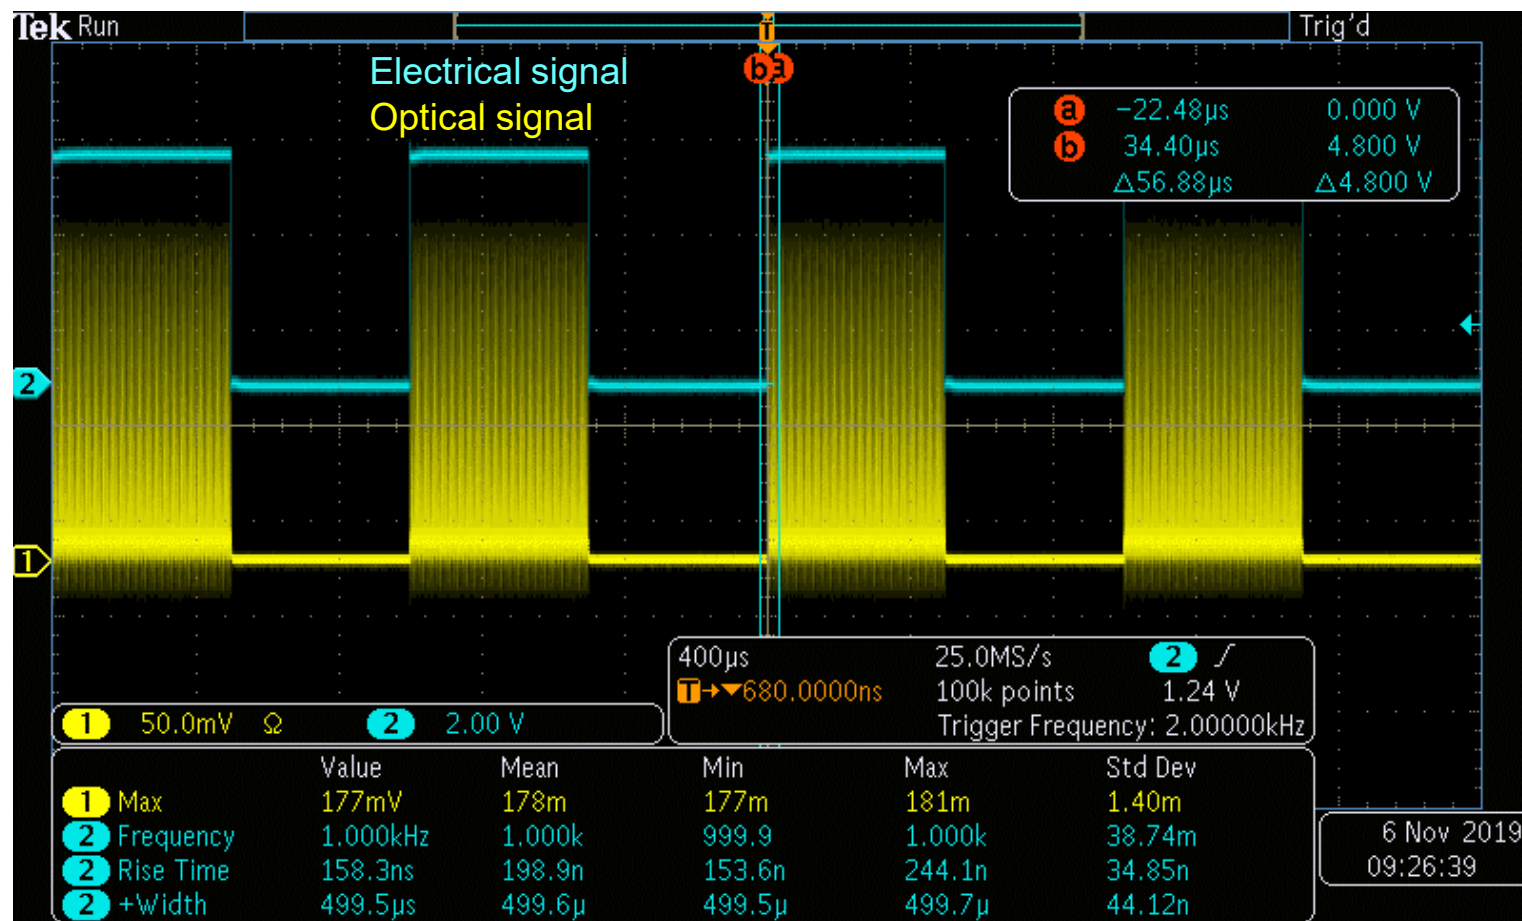 Tek Run Trig'd
T
b a
Electrical signal
Optical signal
a -22.48µs 0.000 V
b 34.40µs 4.800 V
△56.88µs △4.800 V
2
1
400µs 25.0MS/s 2
T→▼680.0000ns 100k points 1.24 V
Trigger Frequency: 2.00000kHz
1 50.0mV Ω 2 2.00 V
Value Mean Min Max Std Dev
1 Max 177mV 178m 177m 181m 1.40m
2 Frequency 1.000kHz 1.000k 999.9 1.000k 38.74m
2 Rise Time 158.3ns 198.9n 153.6n 244.1n 34.85n
2 +Width 499.5µs 499.6µ 499.5µ 499.7µ 44.12n
6 Nov 2019
09:26:39